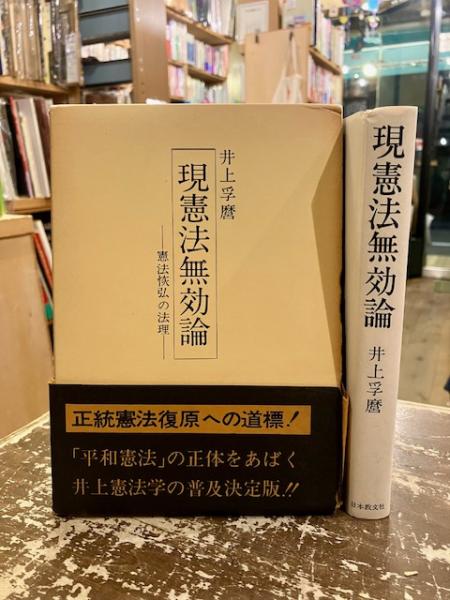 井上孚麿
現憲法無効論
──憲法恢弘の法理──
正統憲法復原への道標!
「平和憲法」の正体をあばく
井上憲法学の普及決定版!!
現憲法無効論
井上孚麿
日本教文社